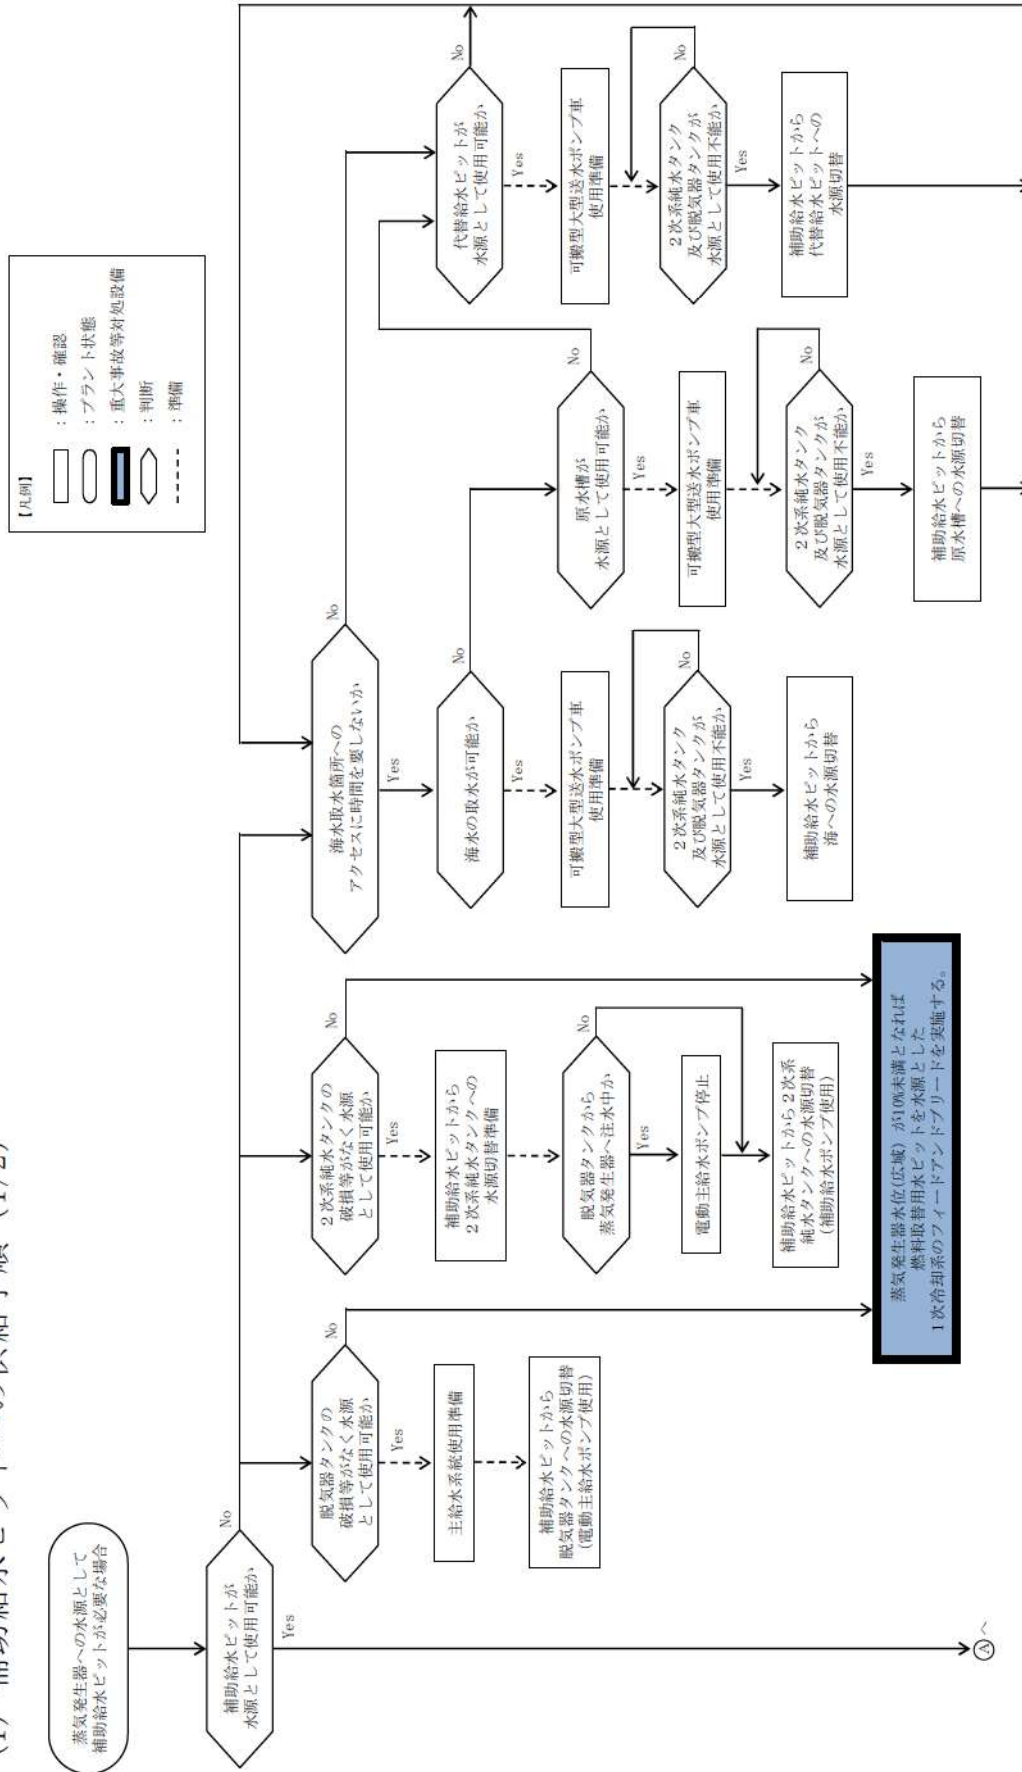 蒸気発生器への水源として
補助給水ピットが必要な場合
補助給水ピットが
水源として使用可能か
No
Yes
Ⓐへ
脱気器タンクの
破損等がなく水源
として使用可能か
No
Yes
主給水系統使用準備
補助給水ピットから
脱気器タンクへの水源切替
(電動主給水ポンプ使用)
2次系純水タンクの
破損等がなく水源
として使用可能か
No
Yes
補助給水ピットから
2次系純水タンクへの
水源切替準備
脱気器タンクから
蒸気発生器へ注水中か
No
Yes
電動主給水ポンプ停止
補助給水ピットから2次系
純水タンクへの水源切替
(補助給水ポンプ使用)
蒸気発生器水位(広域)が10%未満となれば
燃料取替用水ピットを水源とした
1次冷却系のフィードアンドブリードを実施する。
海水取水箇所への
アクセスに時間を要しないか
No
Yes
海水の取水が可能か
No
Yes
可搬型大型送水ポンプ車
使用準備
2次系純水タンク
及び脱気器タンクが
水源として使用不能か
No
Yes
補助給水ピットから
海への水源切替
原水槽が
水源として使用可能か
No
Yes
可搬型大型送水ポンプ車
使用準備
2次系純水タンク
及び脱気器タンクが
水源として使用不能か
No
Yes
補助給水ピットから
原水槽への水源切替
代替給水ピットが
水源として使用可能か
No
Yes
可搬型大型送水ポンプ車
使用準備
2次系純水タンク
及び脱気器タンクが
水源として使用不能か
No
Yes
補助給水ピットから
代替給水ピットへの
水源切替
【凡例】
：操作・確認
：プラント状態
：重大事故等対処設備
：判断
：準備